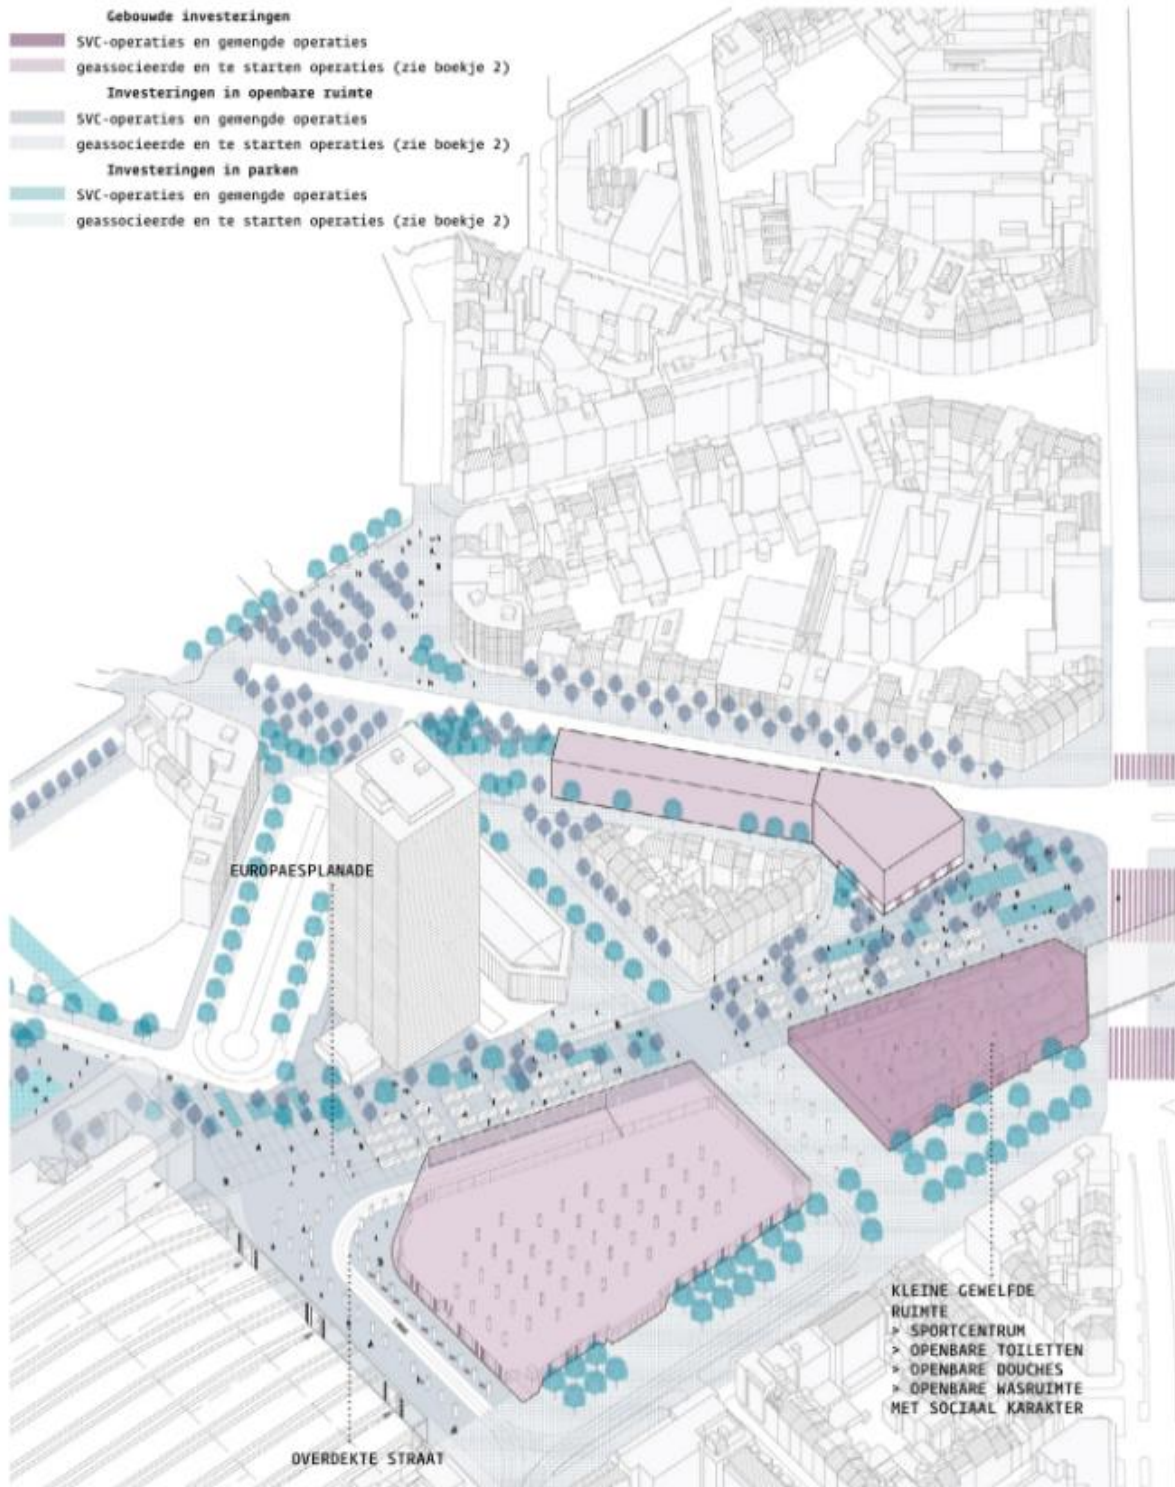 Gebouwde investeringen
SVC-operaties en gemengde operaties
geassocieerde en te starten operaties (zie boekje 2)
Investeringen in openbare ruimte
SVC-operaties en gemengde operaties
geassocieerde en te starten operaties (zie boekje 2)
Investeringen in parken
SVC-operaties en gemengde operaties
geassocieerde en te starten operaties (zie boekje 2)
EUROPAESPLANADE
KLEINE GEWELFDE
RUIMTE
> SPORTCENTRUM
> OPENBARE TOILETTEN
> OPENBARE DOUCHES
> OPENBARE WASRUIMTE
MET SOCIAAL KARAKTER
OVERDEKTE STRAAT